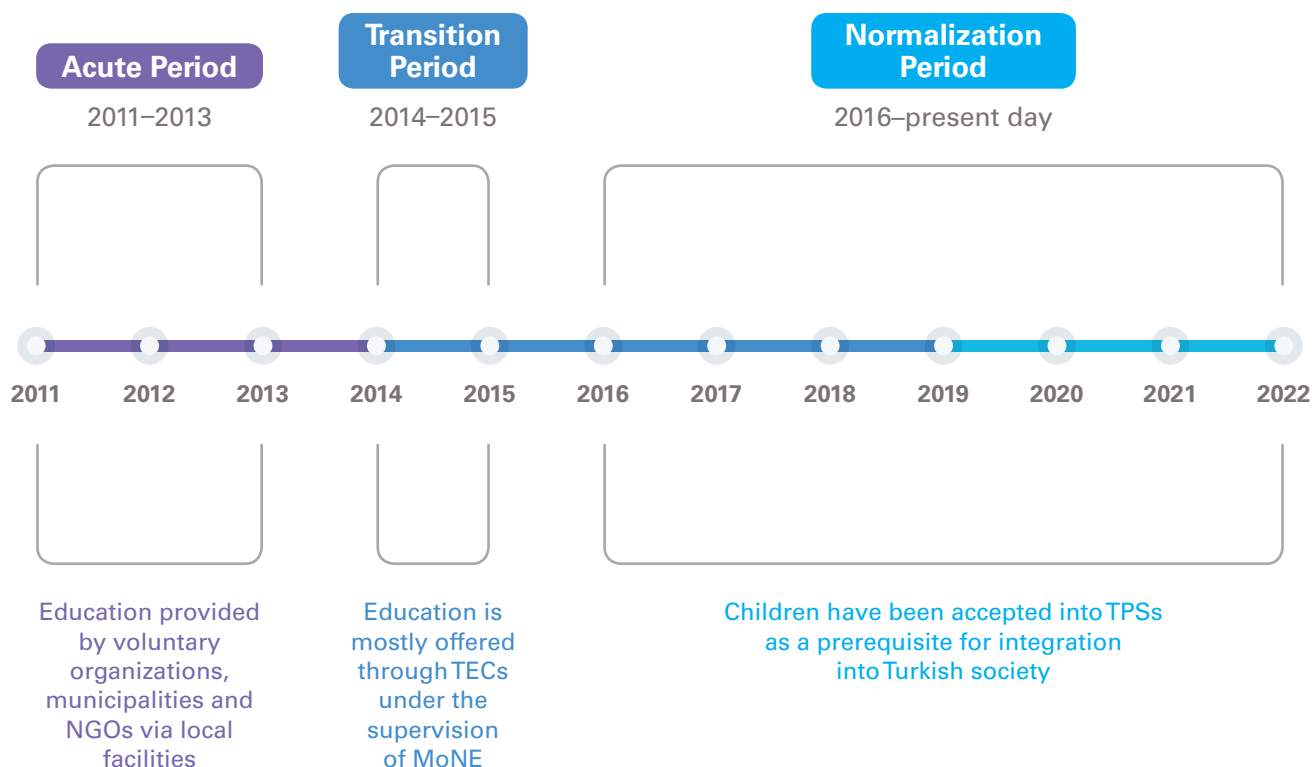 Acute Period
2011–2013
Transition
Period
2014–2015
Normalization
Period
2016–present day
2011
2012
2013
2014
2015
2016
2017
2018
2019
2020
2021
2022
Education provided
by voluntary
organizations,
municipalities and
NGOs via local
facilities
Education is
mostly offered
through TECs
under the
supervision
of MoNE
Children have been accepted into TPSs
as a prerequisite for integration
into Turkish society